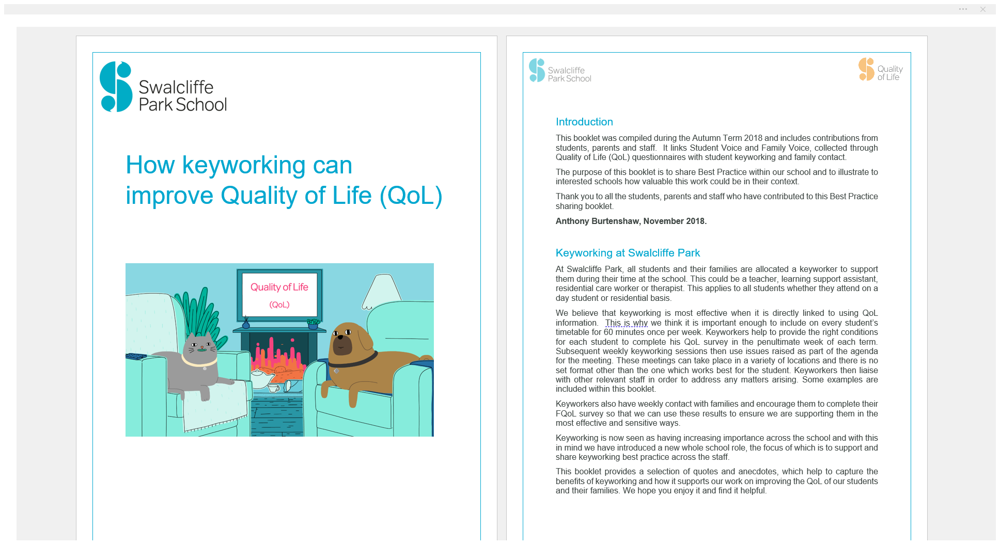 Swalcliffe
Park School
How keyworking can
improve Quality of Life (QoL)
Quality of Life
(QoL)
Swalcliffe
Park School
Quality
of Life
Introduction
This booklet was compiled during the Autumn Term 2018 and includes contributions from
students, parents and staff.  It links Student Voice and Family Voice, collected through
Quality of Life (QoL) questionnaires with student keyworking and family contact.
The purpose of this booklet is to share Best Practice within our school and to illustrate to
interested schools how valuable this work could be in their context.
Thank you to all the students, parents and staff who have contributed to this Best Practice
sharing booklet.
Anthony Burtenshaw, November 2018.
Keyworking at Swalcliffe Park
At Swalcliffe Park, all students and their families are allocated a keyworker to support
them during their time at the school. This could be a teacher, learning support assistant,
residential care worker or therapist. This applies to all students whether they attend on a
day student or residential basis.
We believe that keyworking is most effective when it is directly linked to using QoL
information.  This is why we think it is important enough to include on every student’s
timetable for 60 minutes once per week. Keyworkers help to provide the right conditions
for each student to complete his QoL survey in the penultimate week of each term.
Subsequent weekly keyworking sessions then use issues raised as part of the agenda
for the meeting. These meetings can take place in a variety of locations and there is no
set format other than the one which works best for the student. Keyworkers then liaise
with other relevant staff in order to address any matters arising. Some examples are
included within this booklet.
Keyworkers also have weekly contact with families and encourage them to complete their
FQoL survey so that we can use these results to ensure we are supporting them in the
most effective and sensitive ways.
Keyworking is now seen as having increasing importance across the school and with this
in mind we have introduced a new whole school role, the focus of which is to support and
share keyworking best practice across the staff.
This booklet provides a selection of quotes and anecdotes, which help to capture the
benefits of keyworking and how it supports our work on improving the QoL of our students
and their families. We hope you enjoy it and find it helpful.